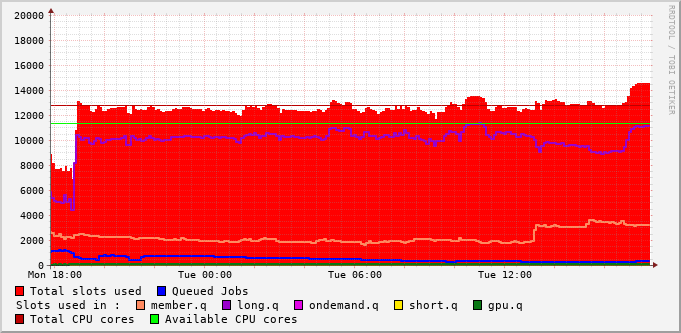 20000
18000
16000
14000
12000
10000
8000
6000
4000
2000
0
Mon 18:00 Tue 00:00 Tue 06:00 Tue 12:00
Total slots used Queued Jobs
Slots used in : member.q long.q ondemand.q short.q gpu.q
Total CPU cores Available CPU cores
RRDTOOL / TOBI OETIKER